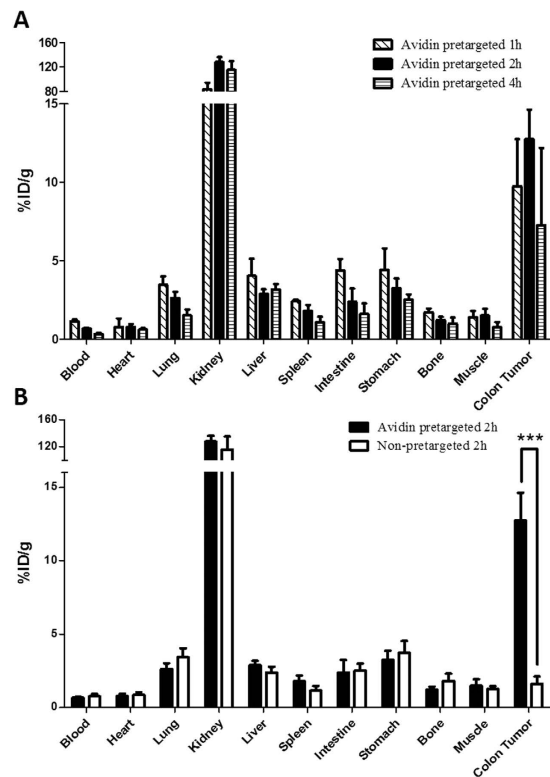 A
160
120
80
15
10
5
0
%ID/g
Avidin pretargeted 1h
Avidin pretargeted 2h
Avidin pretargeted 4h
Blood
Heart
Lung
Kidney
Liver
Spleen
Intestine
Stomach
Bone
Muscle
Colon Tumor
B
160
120
80
15
10
5
0
%ID/g
Avidin pretargeted 2h
Non-pretargeted 2h
***
Blood
Heart
Lung
Kidney
Liver
Spleen
Intestine
Stomach
Bone
Muscle
Colon Tumor